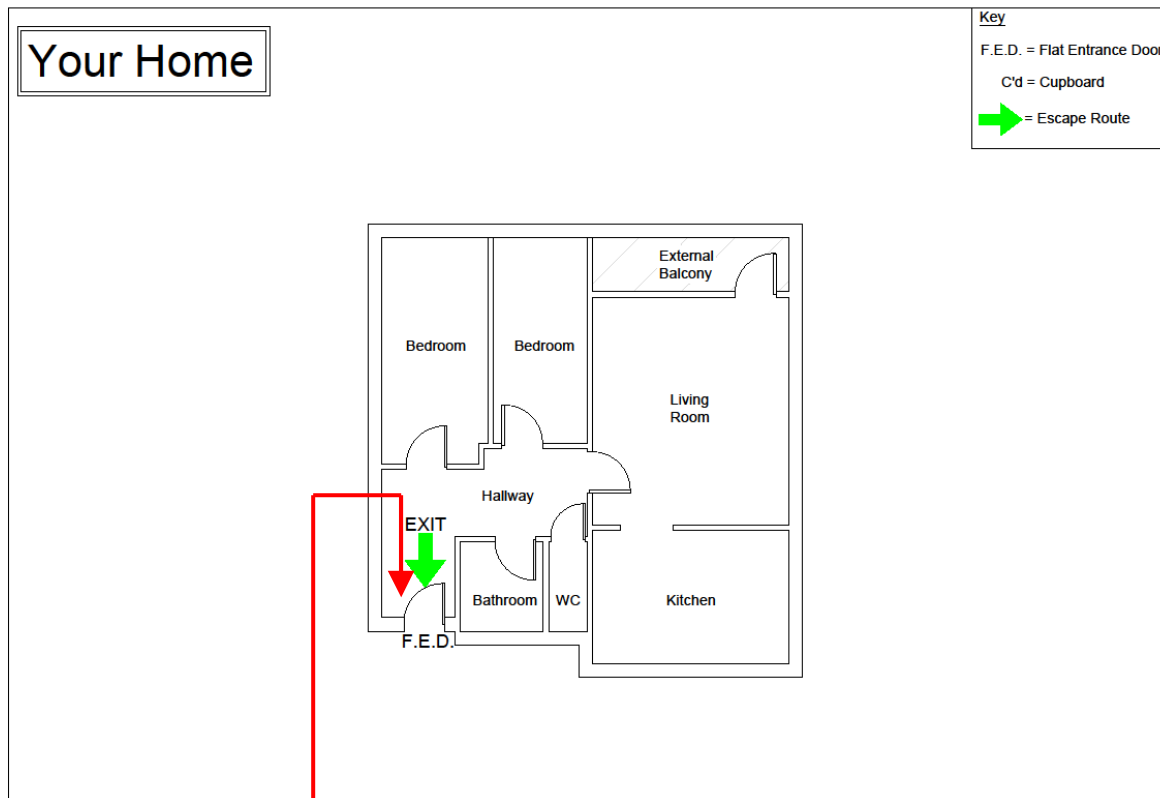 Your Home
Key
F.E.D. = Flat Entrance Door
C'd = Cupboard
= Escape Route
External
Balcony
Bedroom
Bedroom
Living
Room
Hallway
EXIT
Bathroom
WC
Kitchen
F.E.D.